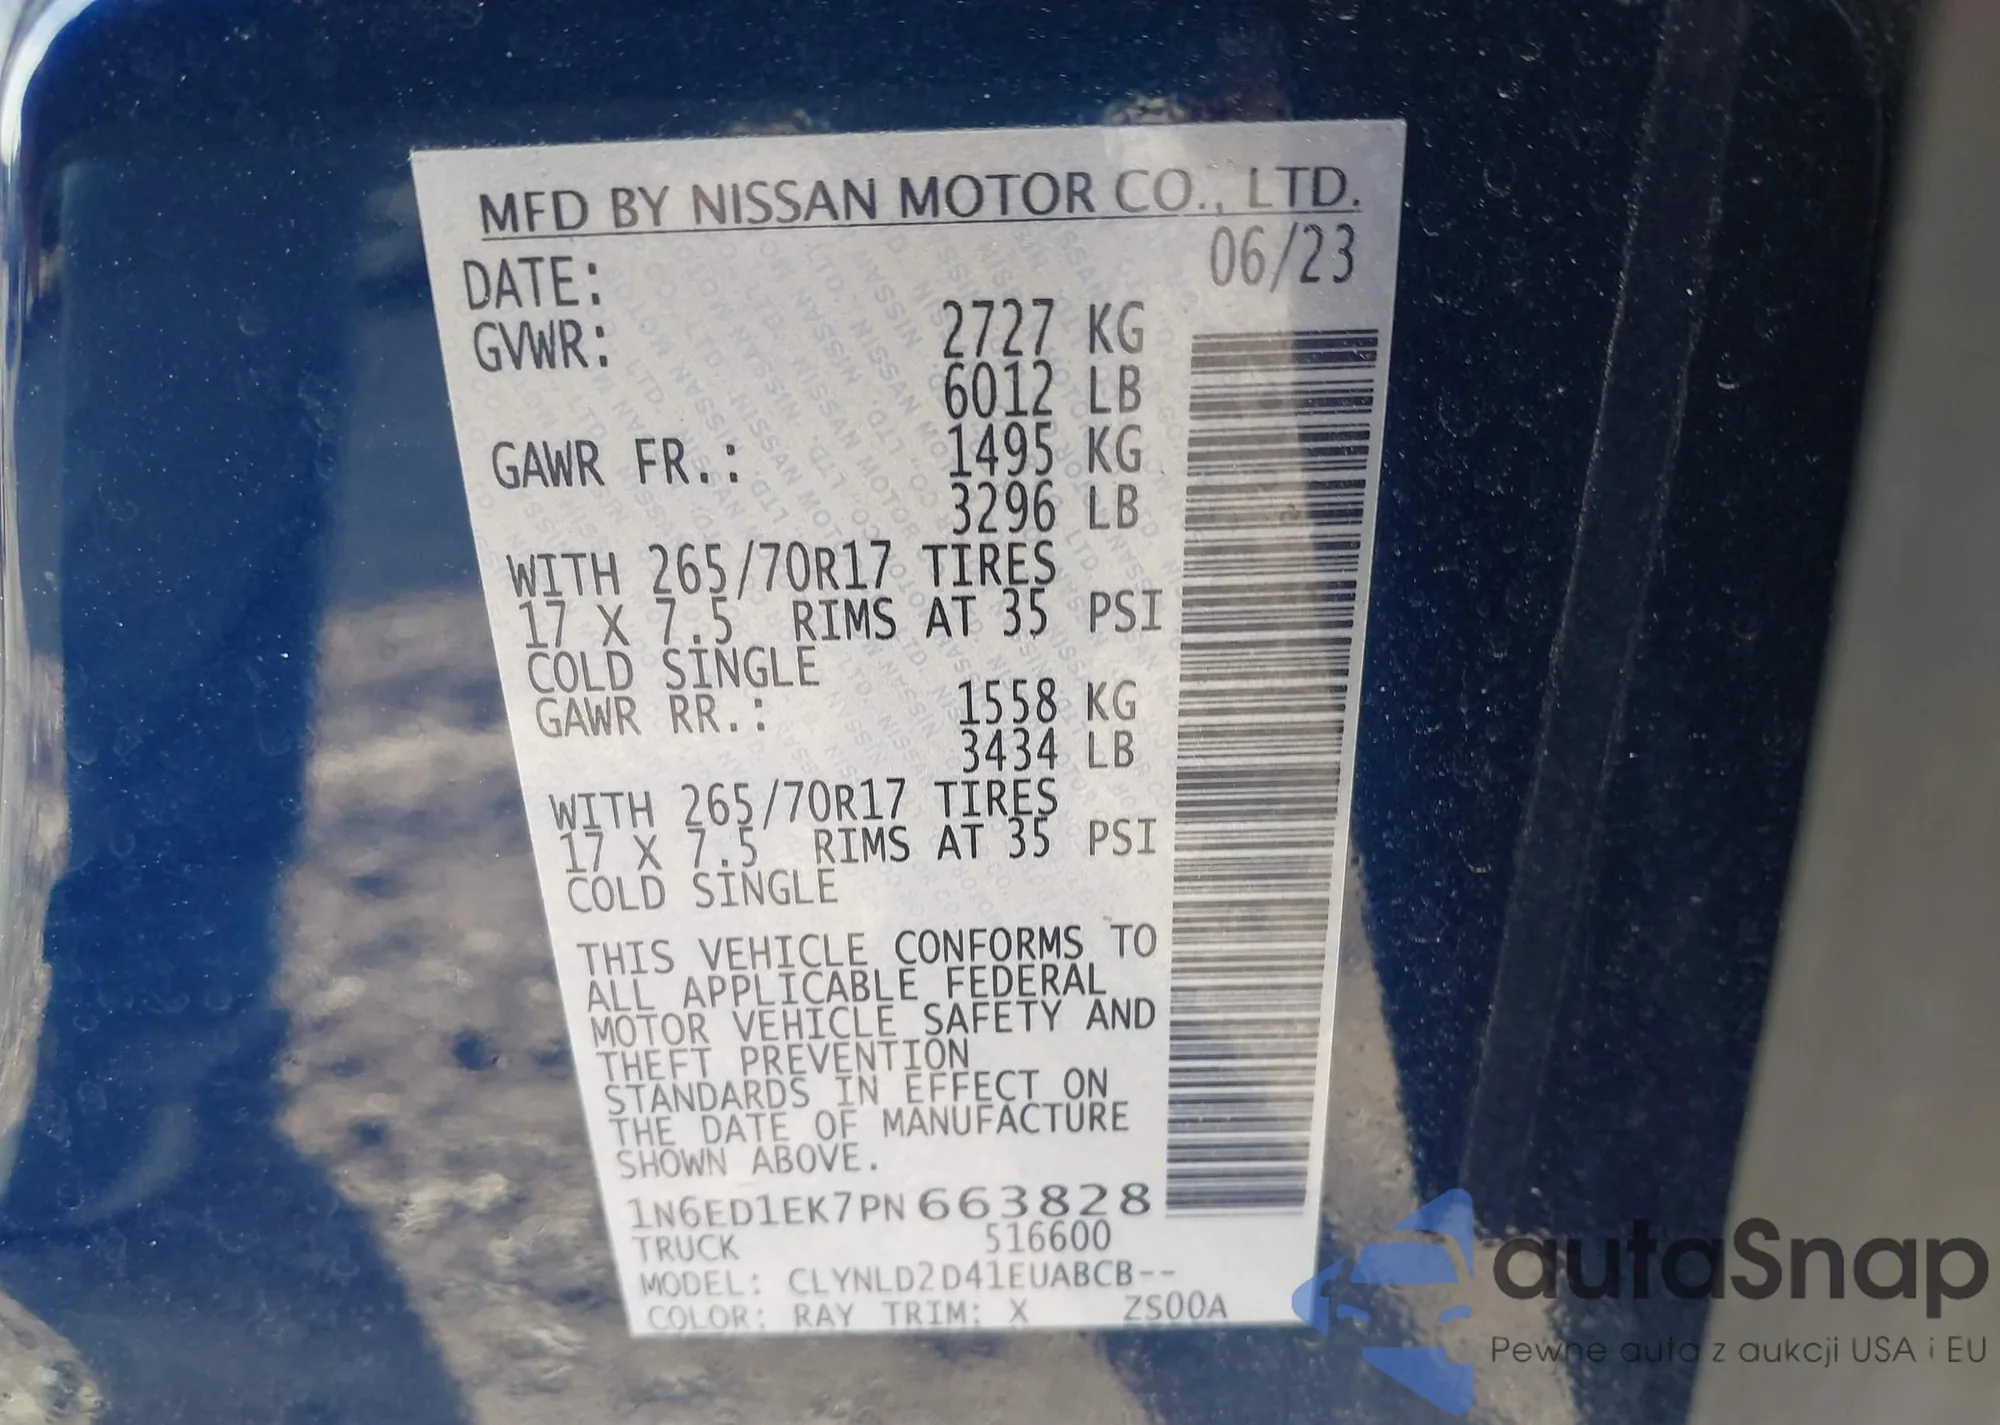 MFD BY NISSAN MOTOR CO., LTD.
DATE: 06/23
GVWR: 2727 KG
6012 LB
GAWR FR.: 1495 KG
3296 LB
WITH 265/70R17 TIRES
17 X 7.5 RIMS AT 35 PSI
COLD SINGLE
GAWR RR.: 1558 KG
3434 LB
WITH 265/70R17 TIRES
17 X 7.5 RIMS AT 35 PSI
COLD SINGLE
THIS VEHICLE CONFORMS TO
ALL APPLICABLE FEDERAL
MOTOR VEHICLE SAFETY AND
THEFT PREVENTION
STANDARDS IN EFFECT ON
THE DATE OF MANUFACTURE
SHOWN ABOVE.
1N6ED1EK7PN663828
TRUCK 516600
MODEL: CLYNLD2D41EUABCB--
COLOR: RAY TRIM: X ZS00A
autaSnap
Pewne auta z aukcji USA i EU